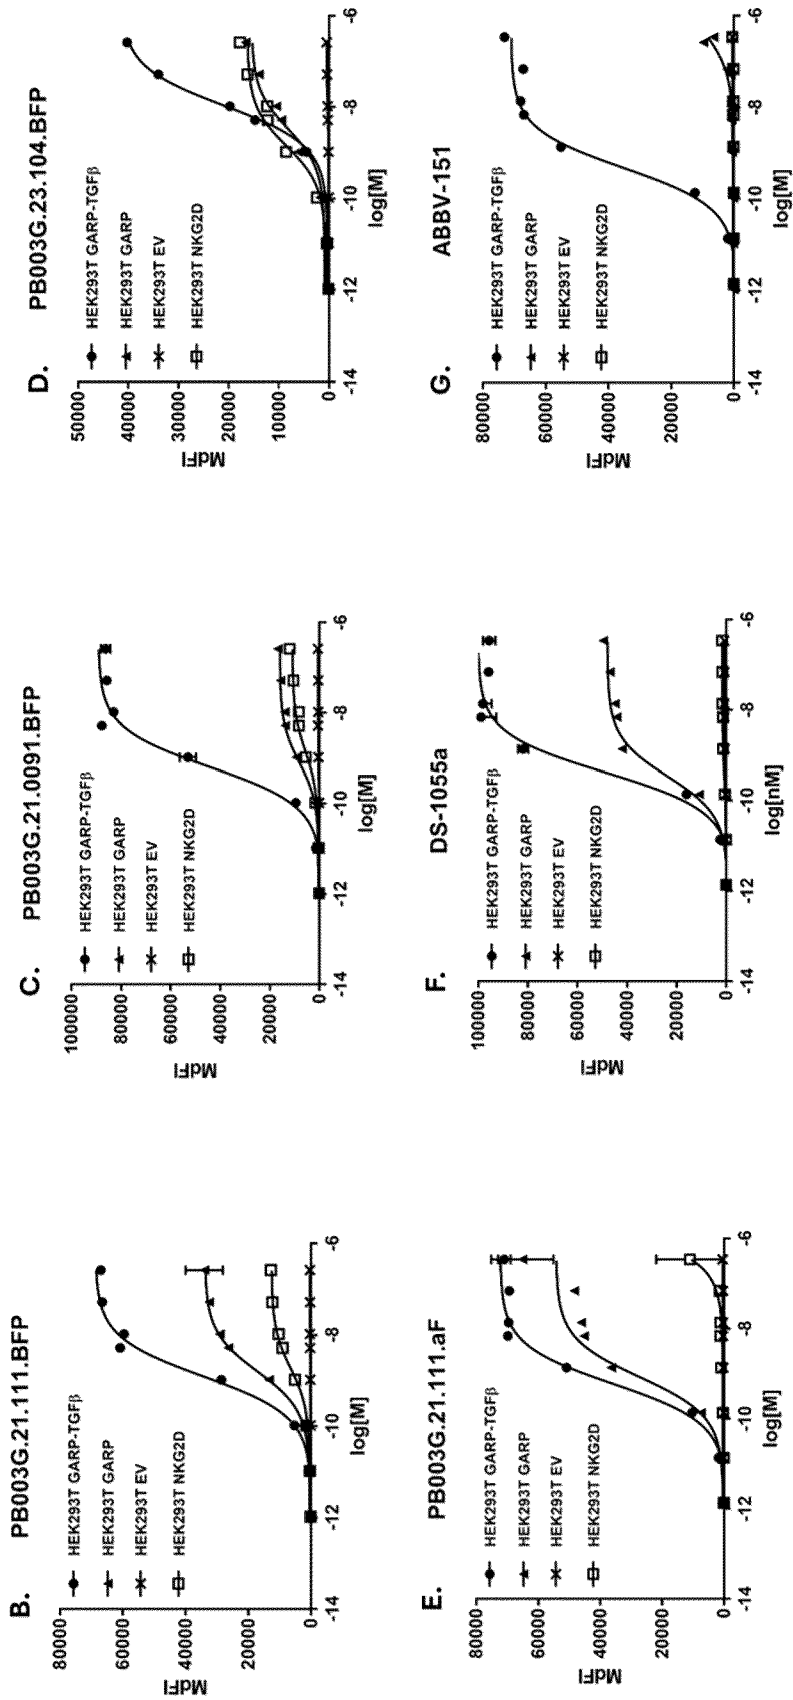 B.
PB003G.21.111.BFP
HEK293T GARP-TGFβ
HEK293T GARP
HEK293T EV
HEK293T NKG2D
MdFI
80000
60000
40000
20000
0
-14
-12
-10
-8
-6
log[M]
C.
PB003G.21.0091.BFP
HEK293T GARP-TGFβ
HEK293T GARP
HEK293T EV
HEK293T NKG2D
MdFI
100000
80000
60000
40000
20000
0
-14
-12
-10
-8
-6
log[M]
D.
PB003G.23.104.BFP
HEK293T GARP-TGFβ
HEK293T GARP
HEK293T EV
HEK293T NKG2D
MdFI
50000
40000
30000
20000
10000
0
-14
-12
-10
-8
-6
log[M]
E.
PB003G.21.111.aF
HEK293T GARP-TGFβ
HEK293T GARP
HEK293T EV
HEK293T NKG2D
MdFI
80000
60000
40000
20000
0
-14
-12
-10
-8
-6
log[M]
F.
DS-1055a
HEK293T GARP-TGFβ
HEK293T GARP
HEK293T EV
HEK293T NKG2D
MdFI
100000
80000
60000
40000
20000
0
-14
-12
-10
-8
-6
log[nM]
G.
ABBV-151
HEK293T GARP-TGFβ
HEK293T GARP
HEK293T EV
HEK293T NKG2D
MdFI
80000
60000
40000
20000
0
-14
-12
-10
-8
-6
log[M]